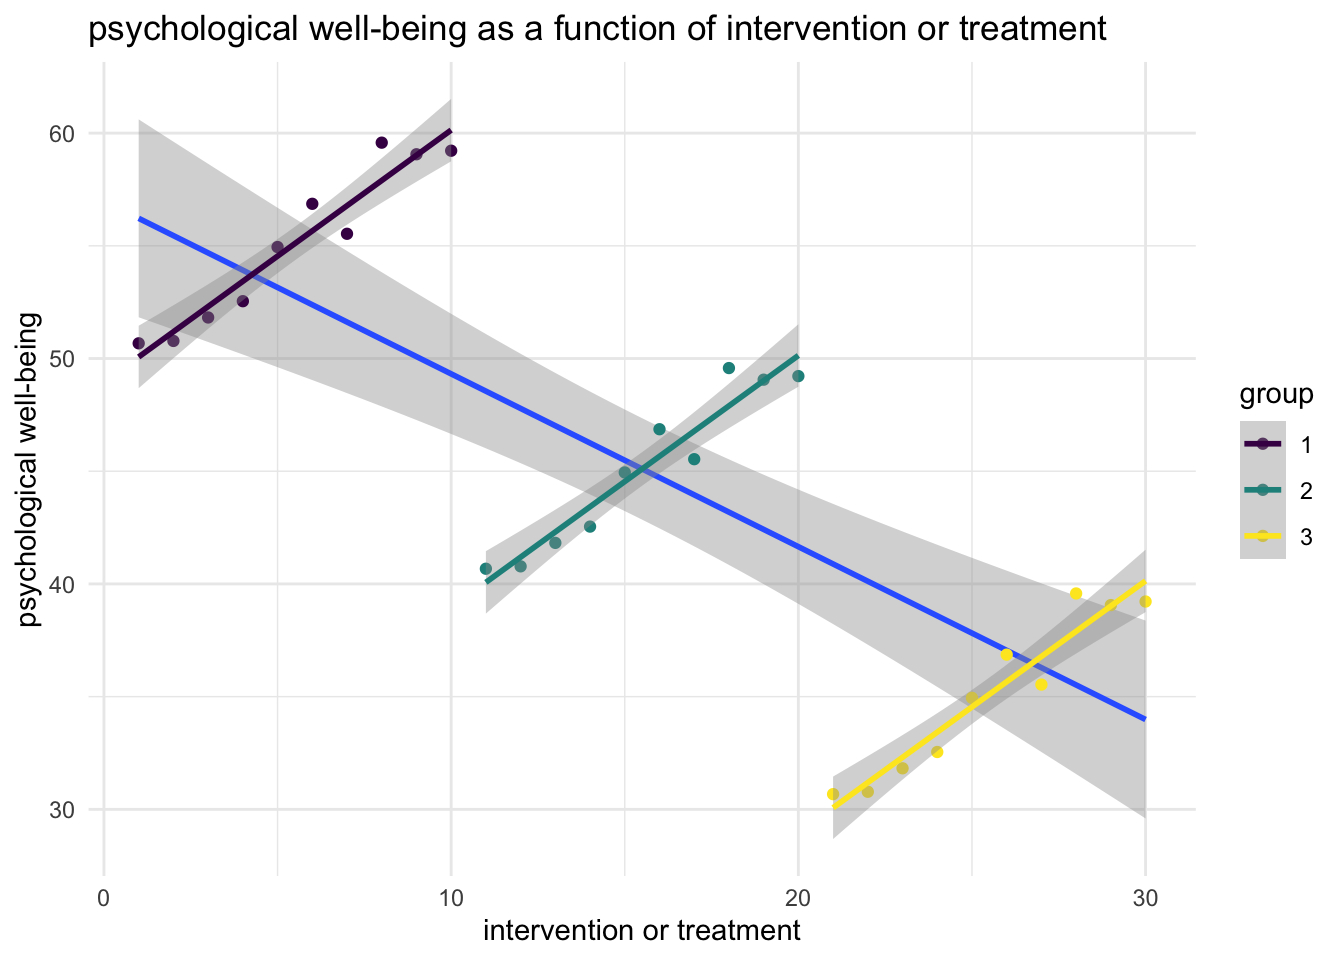 psychological well-being as a function of intervention or treatment
psychological well-being
60
50
40
30
0
10
20
30
intervention or treatment
group
1
2
3